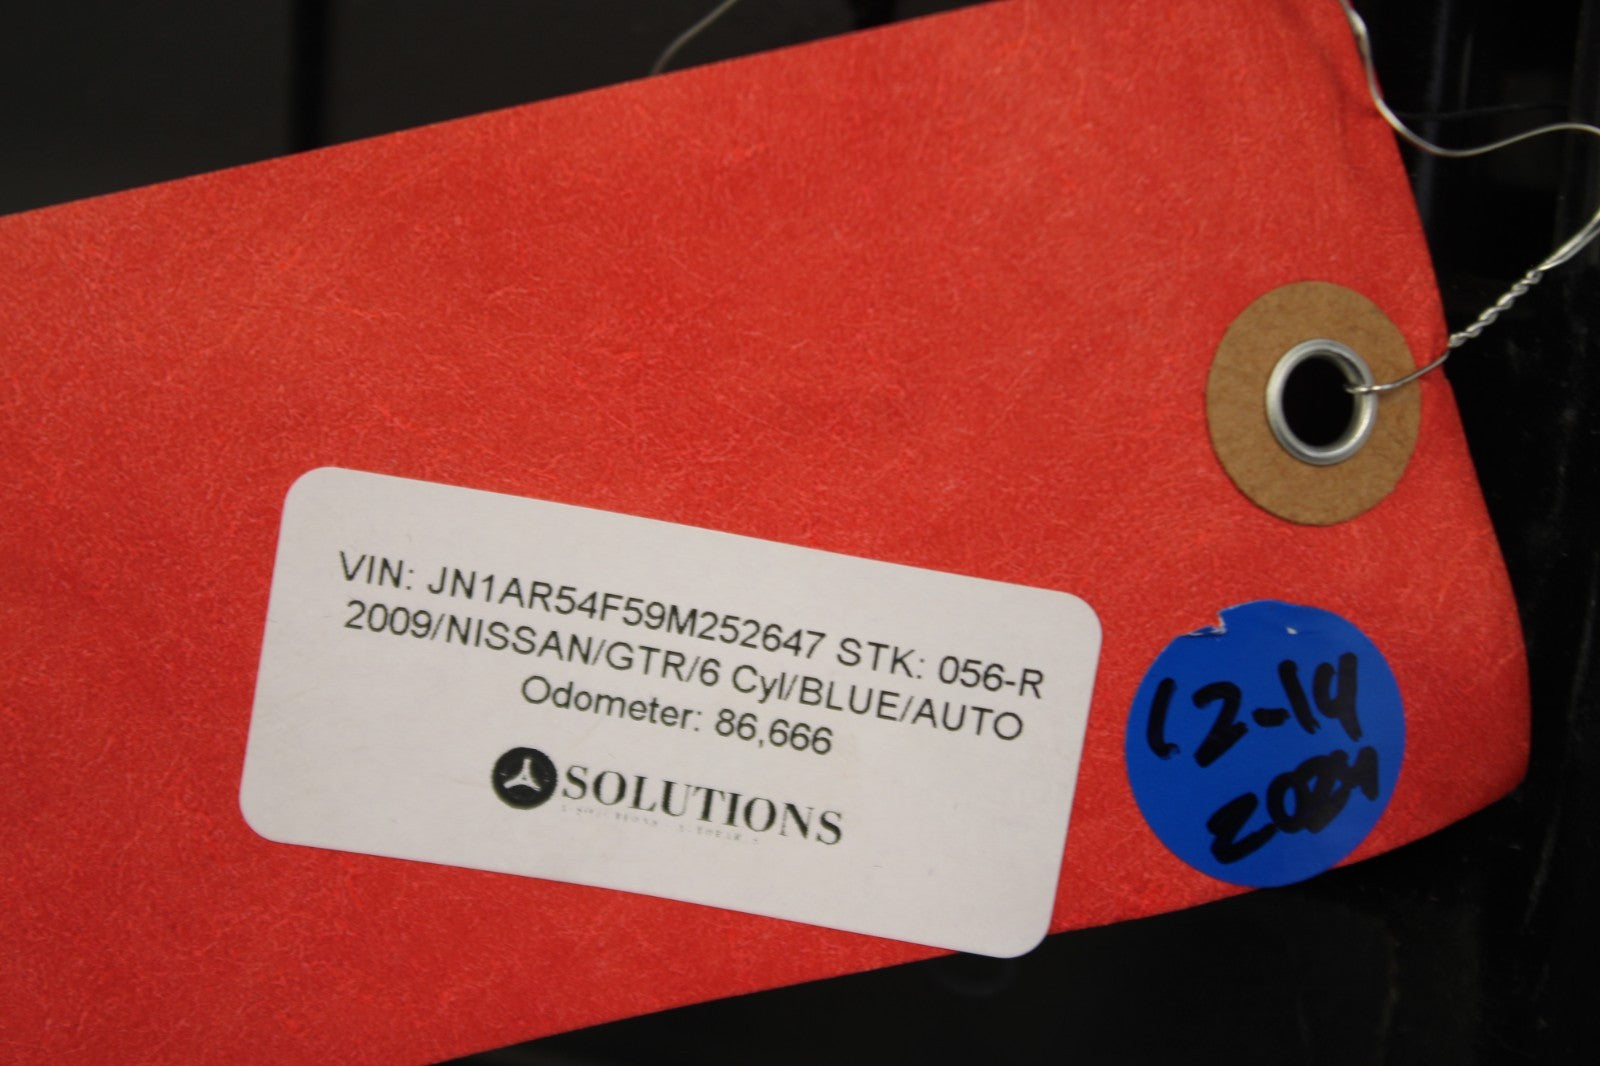 VIN: JN1AR54F59M252647 STK: 056-R
2009/NISSAN/GTR/6 Cyl/BLUE/AUTO
Odometer: 86,666
SOLUTIONS
12-14
2024